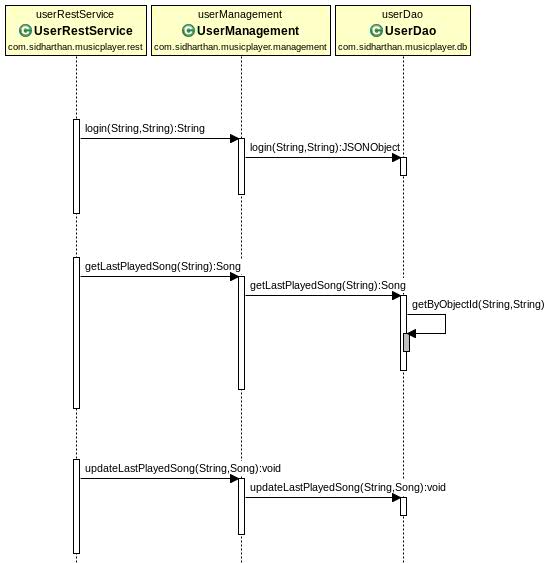 userRestService
C UserRestService
com.sidharthan.musicplayer.rest
userManagement
C UserManagement
com.sidharthan.musicplayer.management
userDao
C UserDao
com.sidharthan.musicplayer.db
login(String,String):String
login(String,String):JSONObject
getLastPlayedSong(String):Song
getLastPlayedSong(String):Song
getByObjectId(String,String)
updateLastPlayedSong(String,Song):void
updateLastPlayedSong(String,Song):void